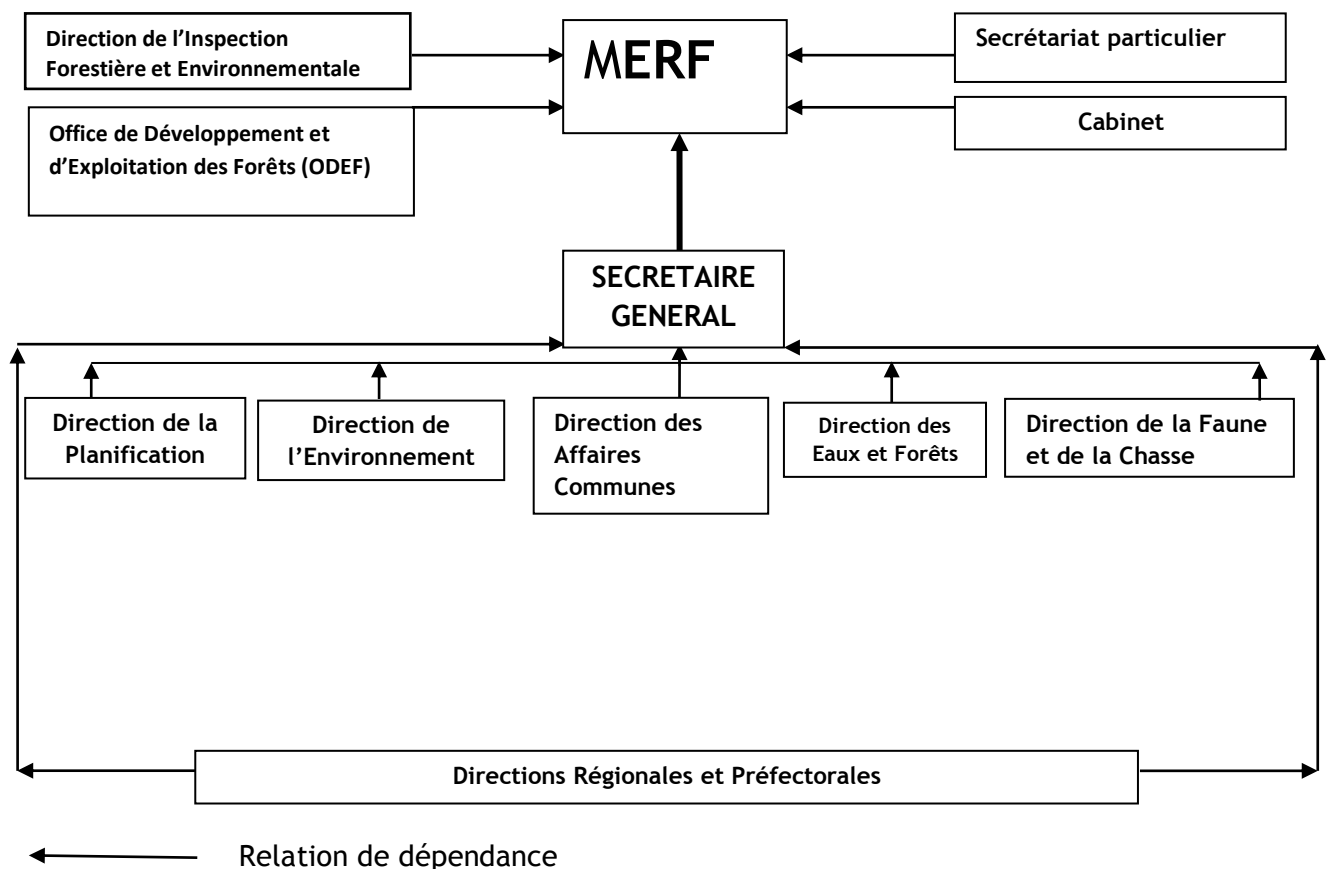 Direction de l’Inspection
Forestière et Environnementale
MERF
Secrétariat particulier
Office de Développement et
d’Exploitation des Forêts (ODEF)
Cabinet
SECRETAIRE
GENERAL
Direction de la
Planification
Direction de
l’Environnement
Direction des
Affaires
Communes
Direction des
Eaux et Forêts
Direction de la Faune
et de la Chasse
Directions Régionales et Préfectorales
Relation de dépendance